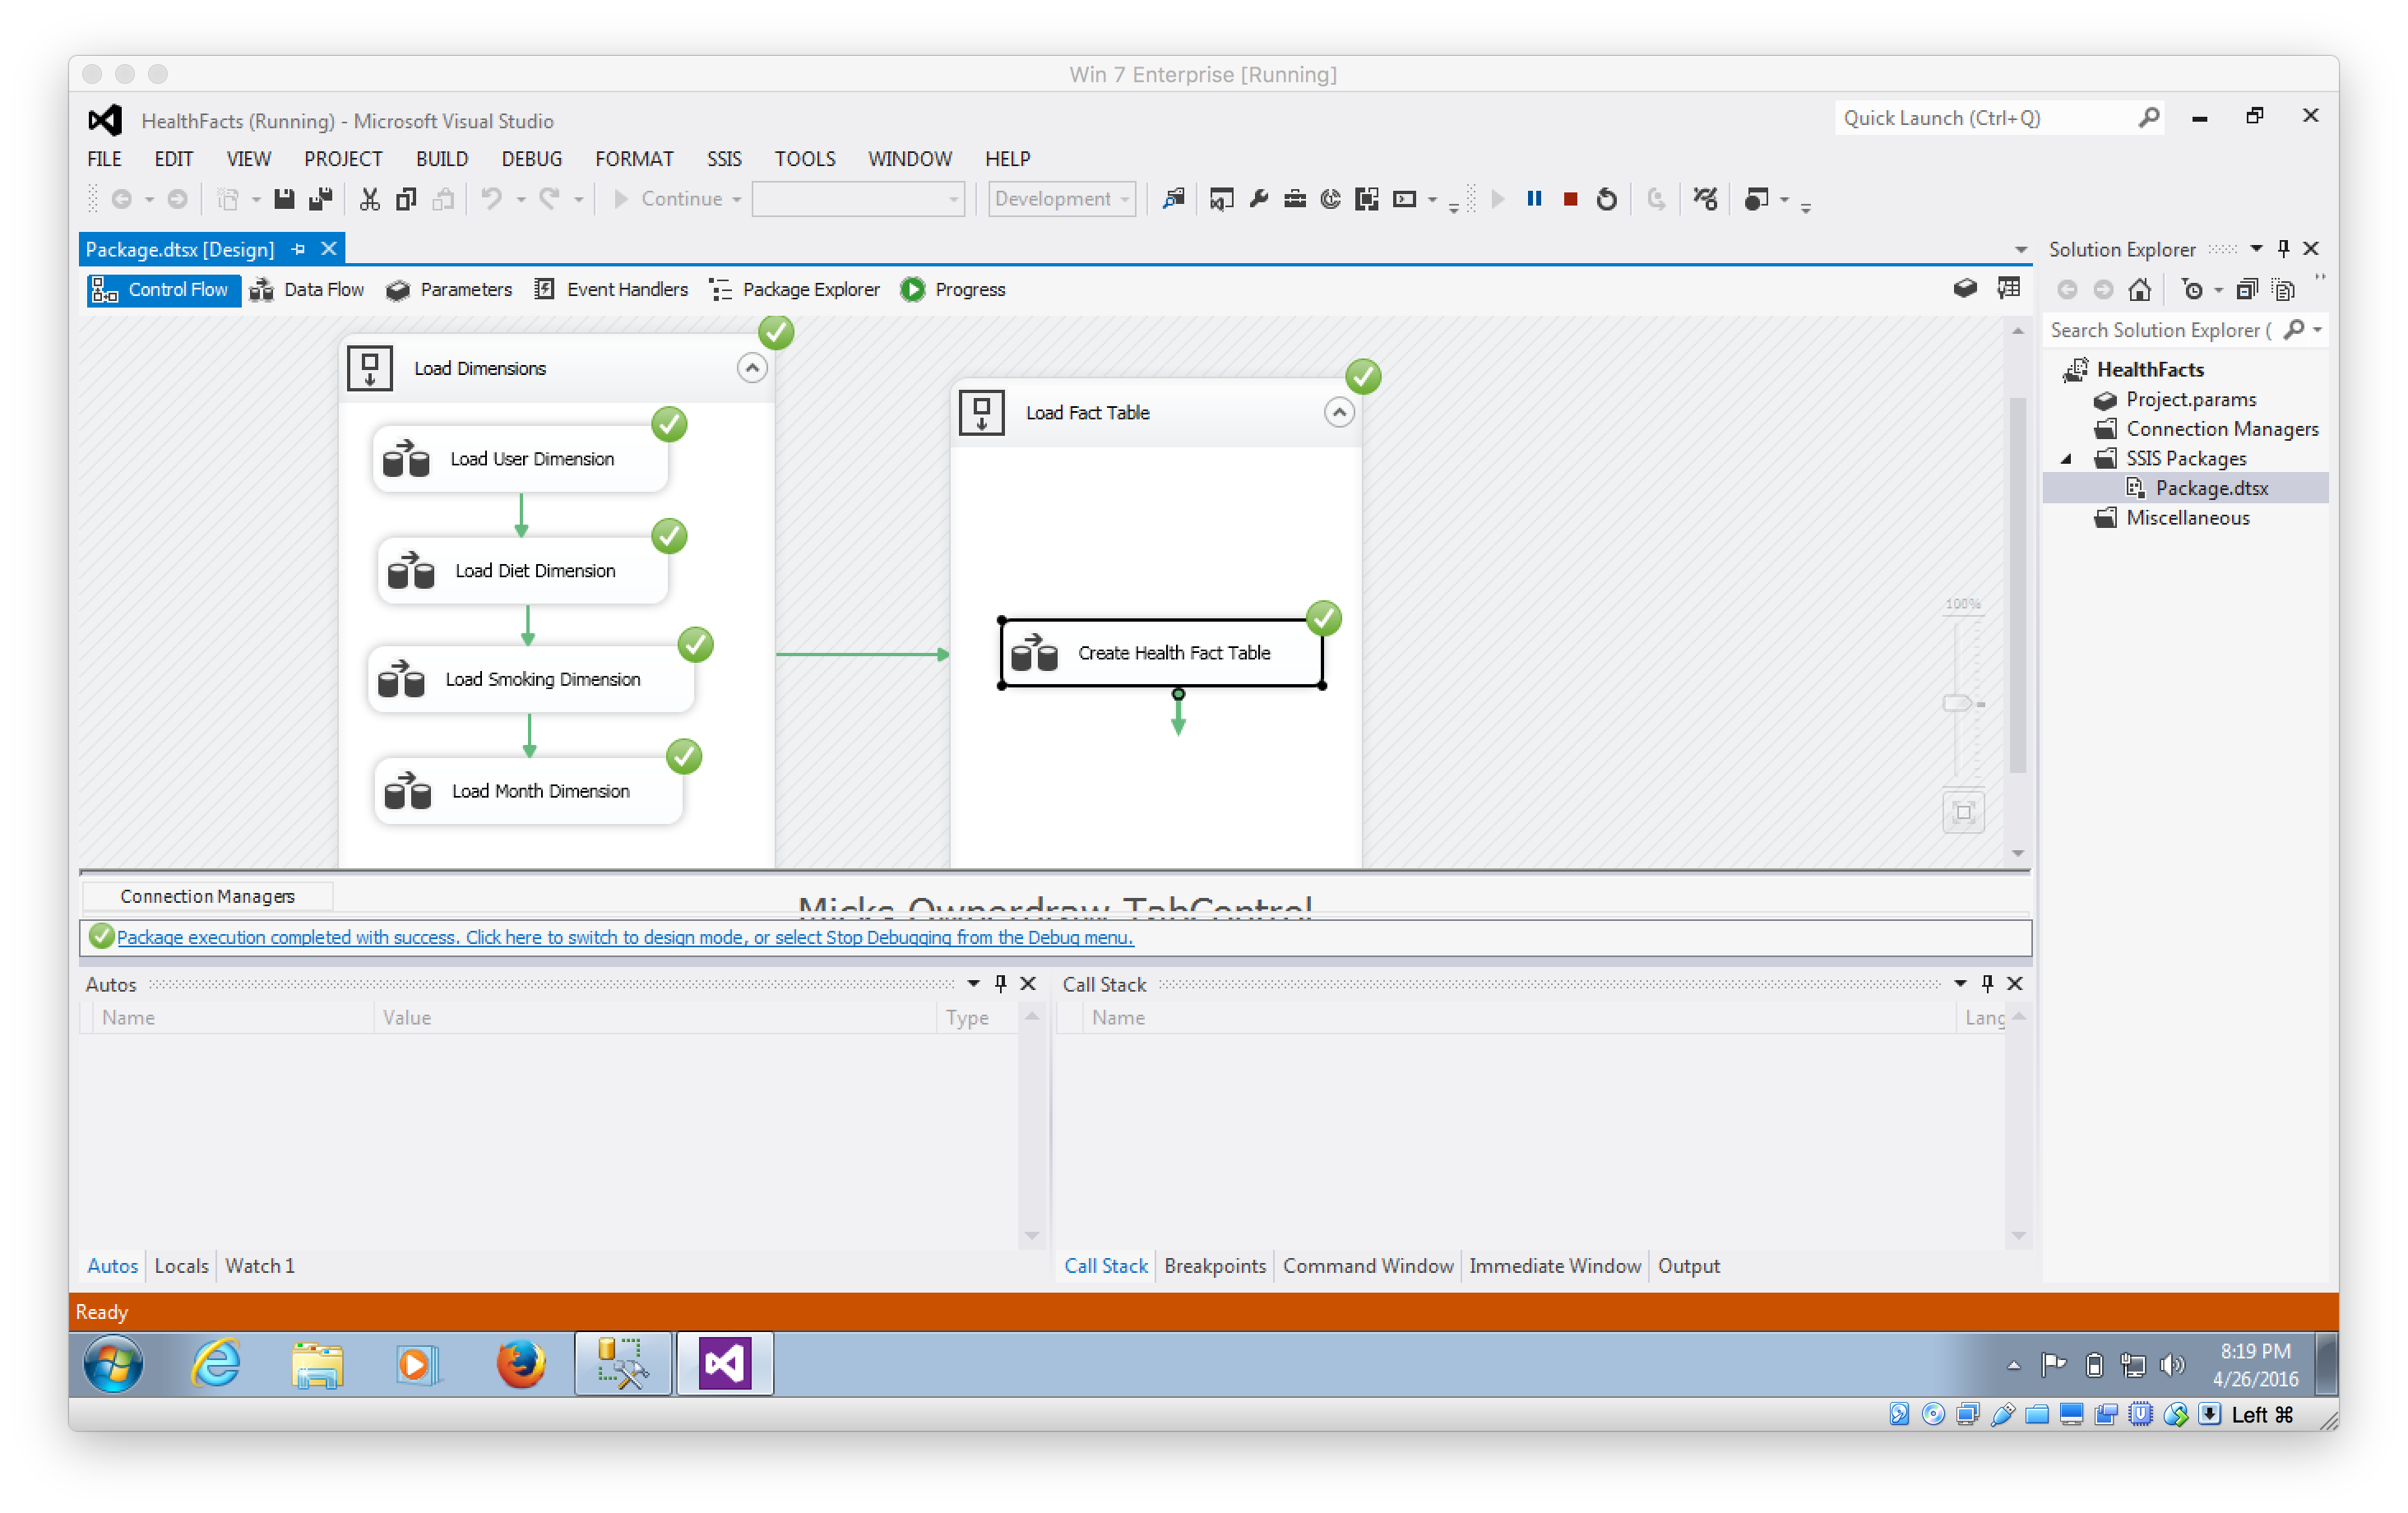 Win 7 Enterprise [Running]
HealthFacts (Running) - Microsoft Visual Studio
Quick Launch (Ctrl+Q)
FILE EDIT VIEW PROJECT BUILD DEBUG FORMAT SSIS TOOLS WINDOW HELP
Continue Development
Package.dtsx [Design]
Solution Explorer
Control Flow Data Flow Parameters Event Handlers Package Explorer Progress
Search Solution Explorer (
Load Dimensions
Load User Dimension
Load Diet Dimension
Load Smoking Dimension
Load Month Dimension
Load Fact Table
Create Health Fact Table
100%
HealthFacts
Project.params
Connection Managers
SSIS Packages
Package.dtsx
Miscellaneous
Connection Managers
Micks Ownerdraw TabControl
Package execution completed with success. Click here to switch to design mode, or select Stop Debugging from the Debug menu.
Autos
Name Value Type
Call Stack
Name Lang
Autos Locals Watch 1
Call Stack Breakpoints Command Window Immediate Window Output
Ready
8:19 PM
4/26/2016
Left ⌘